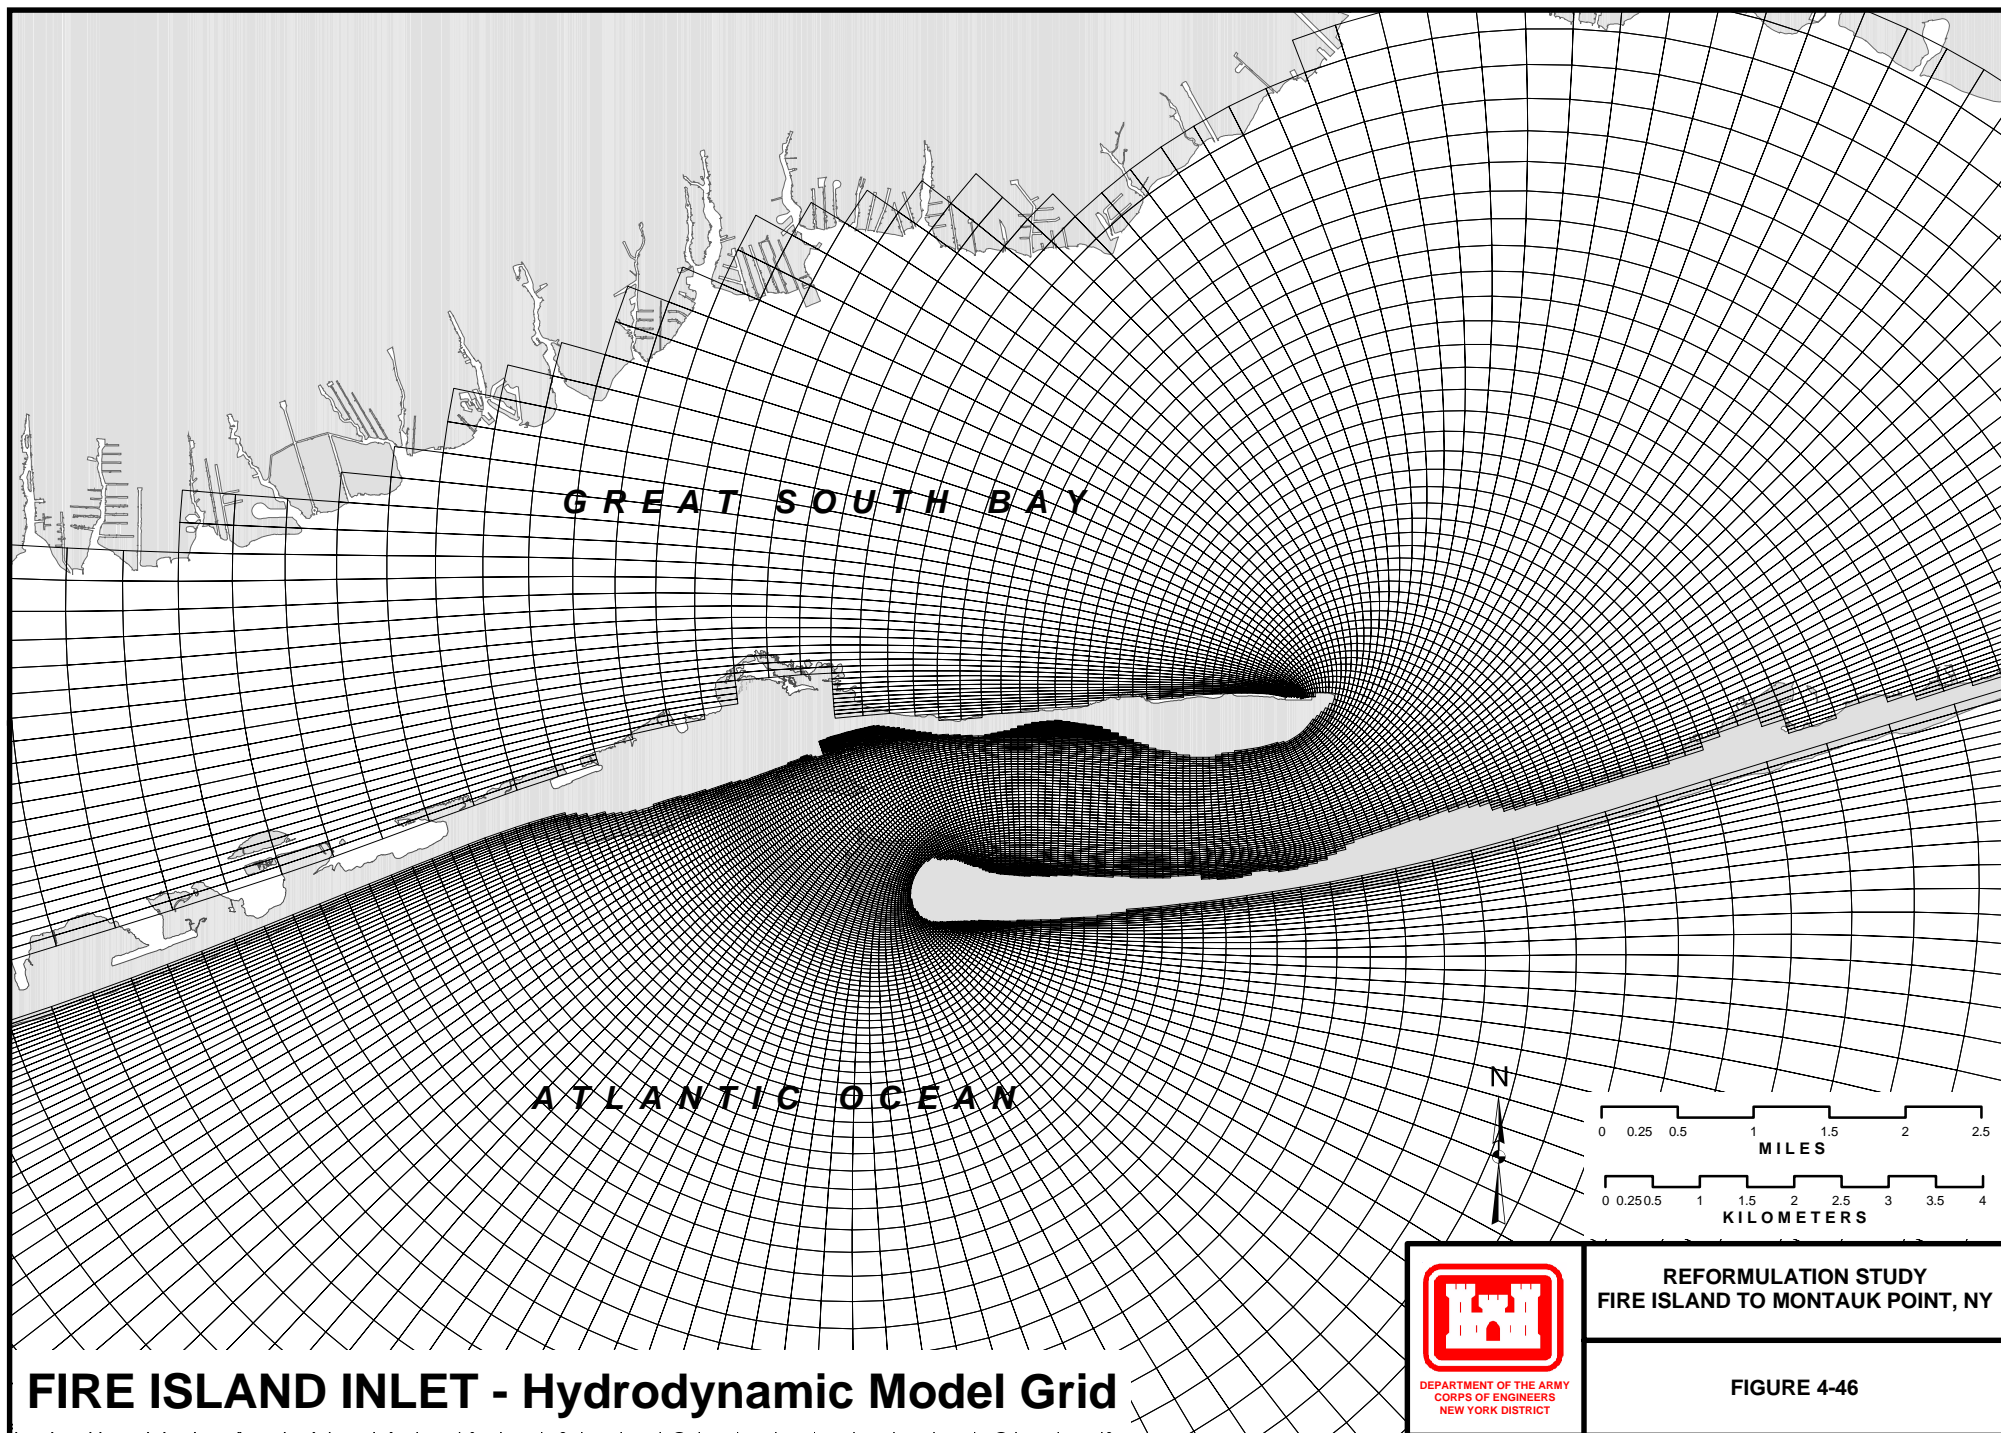 GREAT SOUTH BAY
ATLANTIC OCEAN
N
0 0.25 0.5 1 1.5 2 2.5
MILES
0 0.25 0.5 1 1.5 2 2.5 3 3.5 4
KILOMETERS
REFORMULATION STUDY
FIRE ISLAND TO MONTAUK POINT, NY
DEPARTMENT OF THE ARMY
CORPS OF ENGINEERS
NEW YORK DISTRICT
FIGURE 4-46
FIRE ISLAND INLET - Hydrodynamic Model Grid